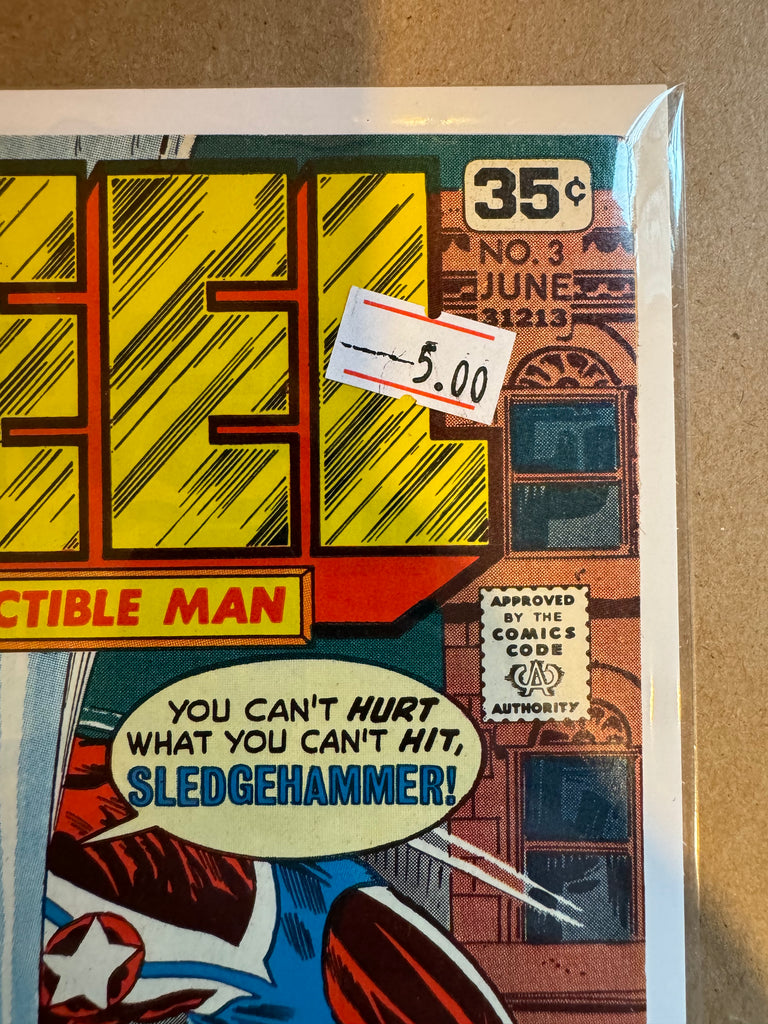 EEL
35¢
NO. 3
JUNE
31213
5.00
CTIBLE MAN
APPROVED
BY THE
COMICS
CODE
CA
AUTHORITY
YOU CAN'T HURT
WHAT YOU CAN'T HIT,
SLEDGEHAMMER!